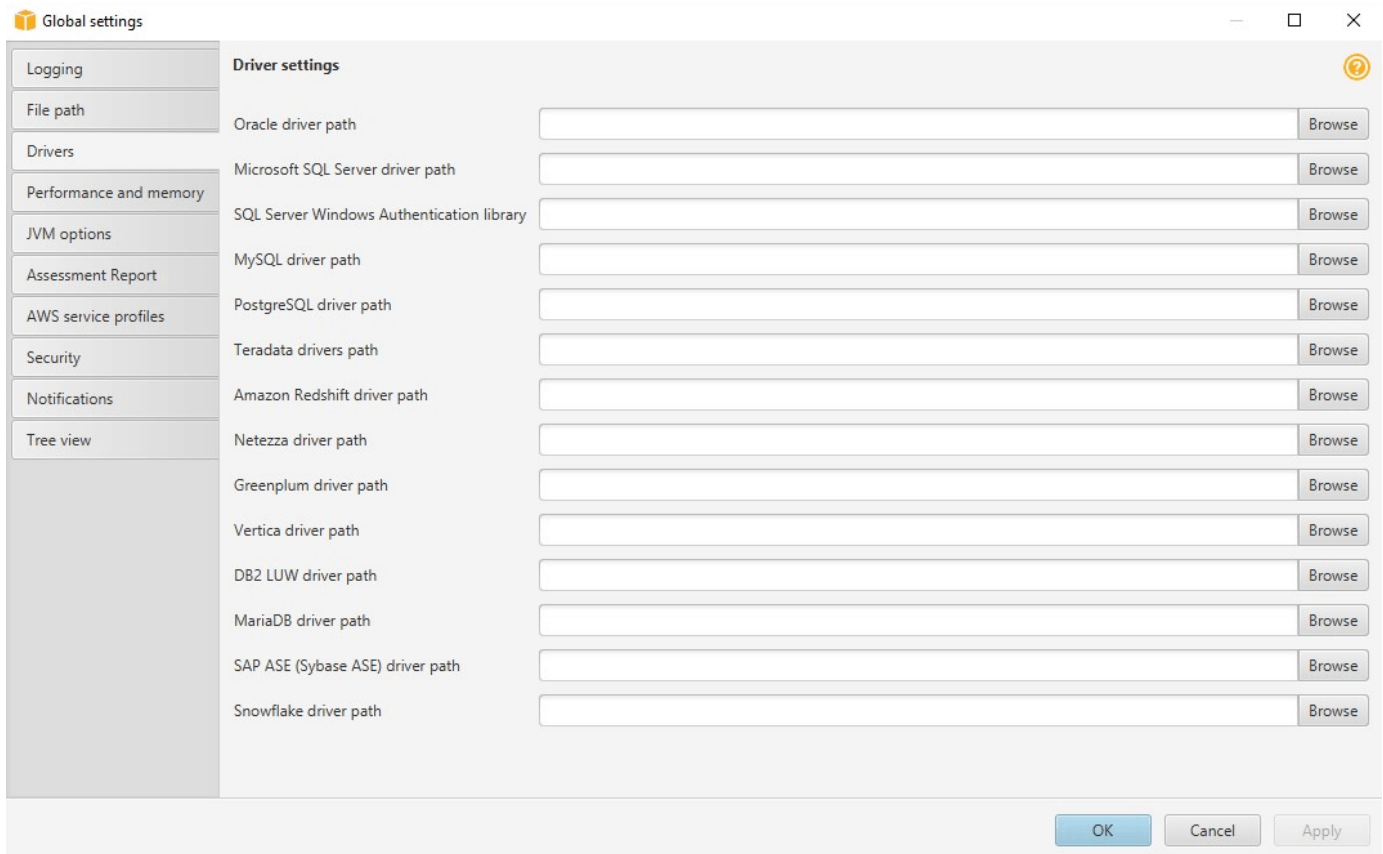 Global settings
Logging
File path
Drivers
Performance and memory
JVM options
Assessment Report
AWS service profiles
Security
Notifications
Tree view
Driver settings
?
Oracle driver path Browse
Microsoft SQL Server driver path Browse
SQL Server Windows Authentication library Browse
MySQL driver path Browse
PostgreSQL driver path Browse
Teradata drivers path Browse
Amazon Redshift driver path Browse
Netezza driver path Browse
Greenplum driver path Browse
Vertica driver path Browse
DB2 LUW driver path Browse
MariaDB driver path Browse
SAP ASE (Sybase ASE) driver path Browse
Snowflake driver path Browse
OK Cancel Apply